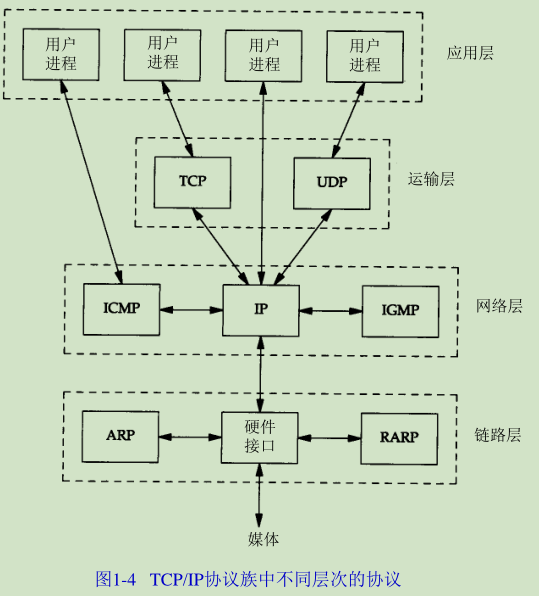 用户
进程
用户
进程
用户
进程
用户
进程
应用层
TCP
UDP
运输层
ICMP
IP
IGMP
网络层
ARP
硬件
接口
RARP
链路层
媒体
图1-4 TCP/IP协议族中不同层次的协议